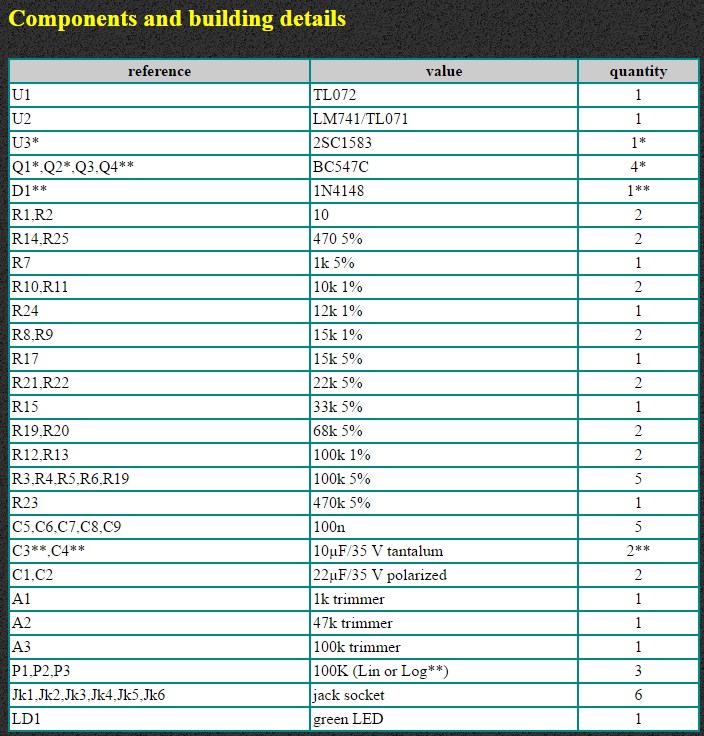 Components and building details
reference value quantity
U1 TL072 1
U2 LM741/TL071 1
U3* 2SC1583 1*
Q1*,Q2*,Q3,Q4** BC547C 4*
D1** 1N4148 1**
R1,R2 10 2
R14,R25 470 5% 2
R7 1k 5% 1
R10,R11 10k 1% 2
R24 12k 1% 1
R8,R9 15k 1% 2
R17 15k 5% 1
R21,R22 22k 5% 2
R15 33k 5% 1
R19,R20 68k 5% 2
R12,R13 100k 1% 2
R3,R4,R5,R6,R19 100k 5% 5
R23 470k 5% 1
C5,C6,C7,C8,C9 100n 5
C3**,C4** 10µF/35 V tantalum 2**
C1,C2 22µF/35 V polarized 2
A1 1k trimmer 1
A2 47k trimmer 1
A3 100k trimmer 1
P1,P2,P3 100K (Lin or Log**) 3
Jk1,Jk2,Jk3,Jk4,Jk5,Jk6 jack socket 6
LD1 green LED 1